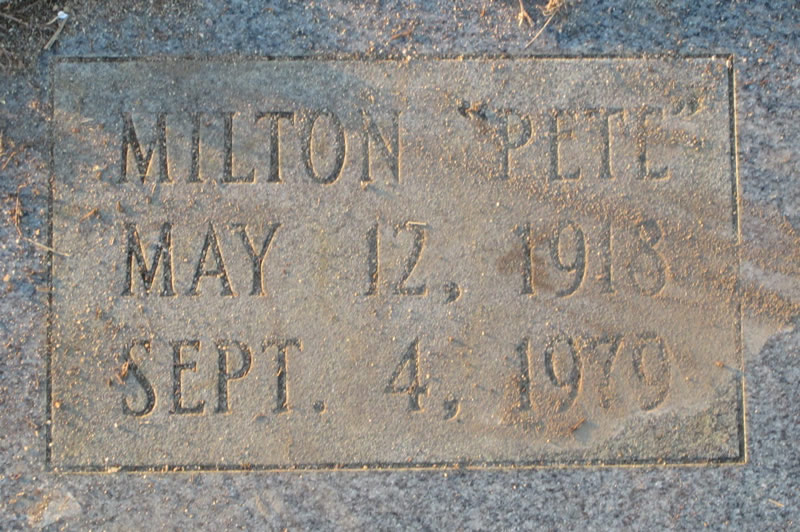 MILTON "PETE"
MAY 12, 1918
SEPT. 4, 1979